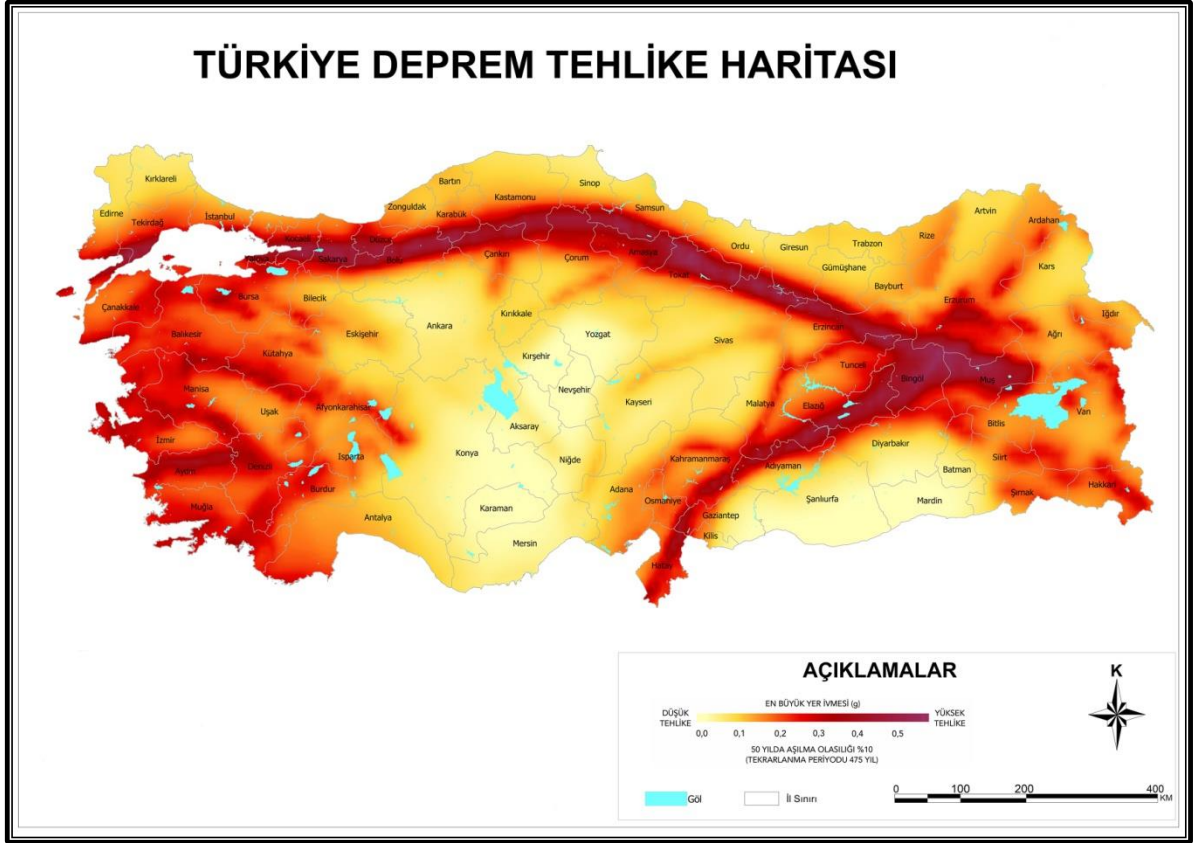 TÜRKİYE DEPREM TEHLİKE HARİTASI
Kırklareli
Edirne
Tekirdağ
İstanbul
Kocaeli
Yalova
Sakarya
Düzce
Bolu
Zonguldak
Bartın
Karabük
Kastamonu
Sinop
Samsun
Çankırı
Çorum
Amasya
Tokat
Ordu
Giresun
Trabzon
Gümüşhane
Bayburt
Rize
Artvin
Ardahan
Kars
Iğdır
Ağrı
Erzurum
Erzincan
Çanakkale
Balıkesir
Bursa
Bilecik
Eskişehir
Kütahya
Ankara
Kırıkkale
Kırşehir
Yozgat
Sivas
Tunceli
Bingöl
Muş
Van
Bitlis
Manisa
Uşak
Afyonkarahisar
İzmir
Aydın
Denizli
Isparta
Burdur
Muğla
Antalya
Konya
Aksaray
Nevşehir
Kayseri
Niğde
Karaman
Mersin
Adana
Osmaniye
Kahramanmaraş
Malatya
Elazığ
Adıyaman
Gaziantep
Kilis
Hatay
Şanlıurfa
Diyarbakır
Batman
Mardin
Siirt
Şırnak
Hakkari
AÇIKLAMALAR
EN BÜYÜK YER İVMESİ (g)
DÜŞÜK
TEHLİKE
YÜKSEK
TEHLİKE
0,0 0,1 0,2 0,3 0,4 0,5
50 YILDA AŞILMA OLASILIĞI %10
(TEKRARLANMA PERİYODU 475 YIL)
Göl
İl Sınırı
K
0 100 200 400
KM